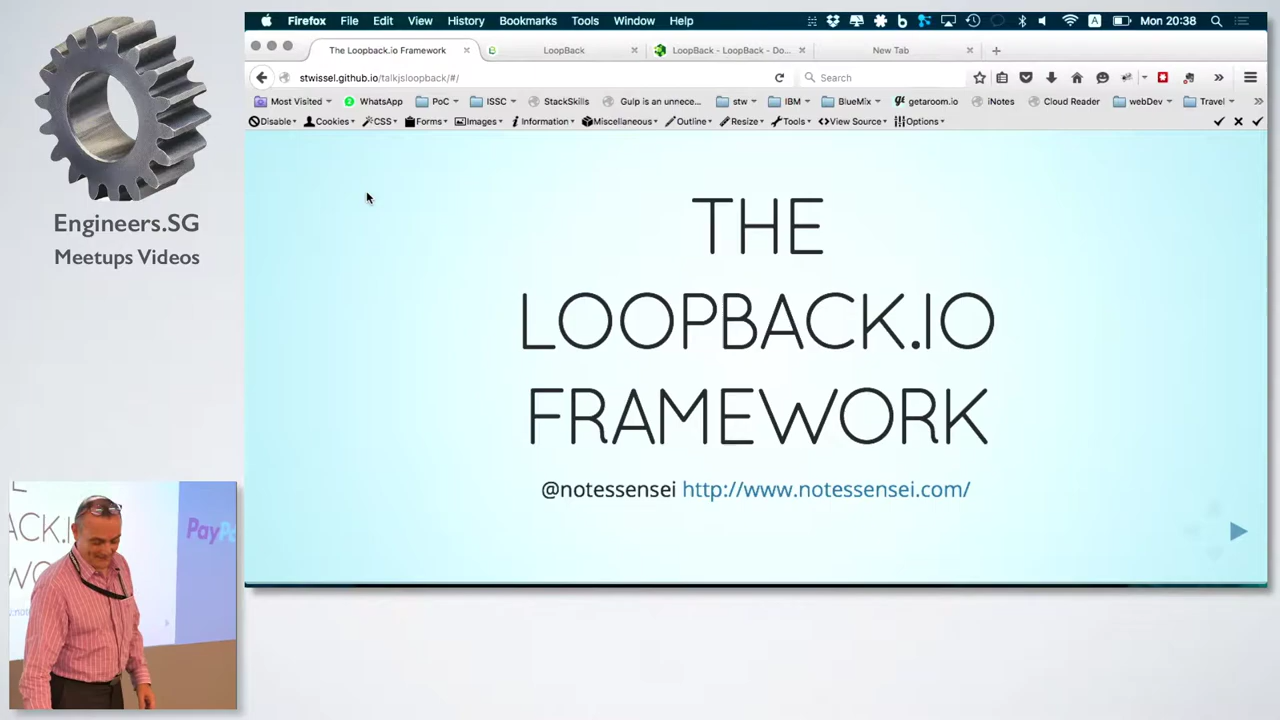 Engineers.SG
Meetups Videos
Firefox File Edit View History Bookmarks Tools Window Help
Mon 20:38
The Loopback.io Framework
LoopBack
LoopBack - LoopBack - Do...
New Tab
stwissel.github.io/talkjsloopback/#/
Search
Most Visited WhatsApp PoC ISSC StackSkills Gulp is an unnece... stw IBM BlueMix getaroom.io iNotes Cloud Reader webDev Travel
Disable Cookies CSS Forms Images Information Miscellaneous Outline Resize Tools View Source Options
THE
LOOPBACK.IO
FRAMEWORK
@notessensei http://www.notessensei.com/
ACK.I
PayP